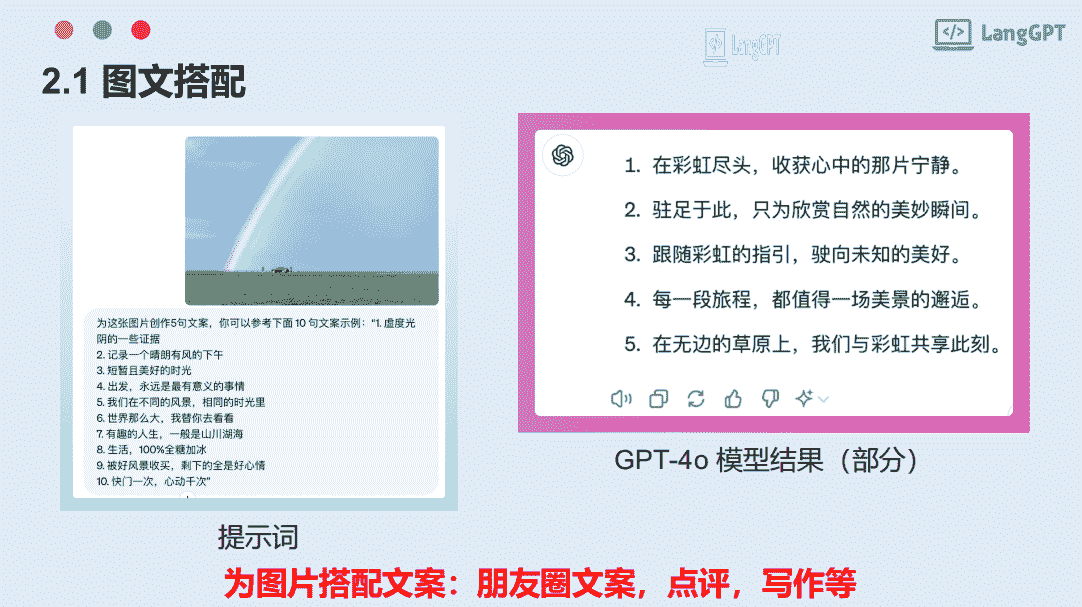 </> LangGPT
LangGPT
2.1 图文搭配
为这张图片创作5句文案，你可以参考下面 10 句文案示例：“1. 虚度光
阴的一些证据
2. 记录一个晴朗有风的下午
3. 短暂且美好的时光
4. 出发，永远是最有意义的事情
5. 我们在不同的风景，相同的时光里
6. 世界那么大，我替你去看看
7. 有趣的人生，一般是山川湖海
8. 生活，100%全糖加冰
9. 被好风景收买，剩下的全是好心情
10. 快门一次，心动千次”
提示词
1. 在彩虹尽头，收获心中的那片宁静。
2. 驻足于此，只为欣赏自然的美妙瞬间。
3. 跟随彩虹的指引，驶向未知的美好。
4. 每一段旅程，都值得一场美景的邂逅。
5. 在无边的草原上，我们与彩虹共享此刻。
GPT-4o 模型结果（部分）
为图片搭配文案：朋友圈文案，点评，写作等